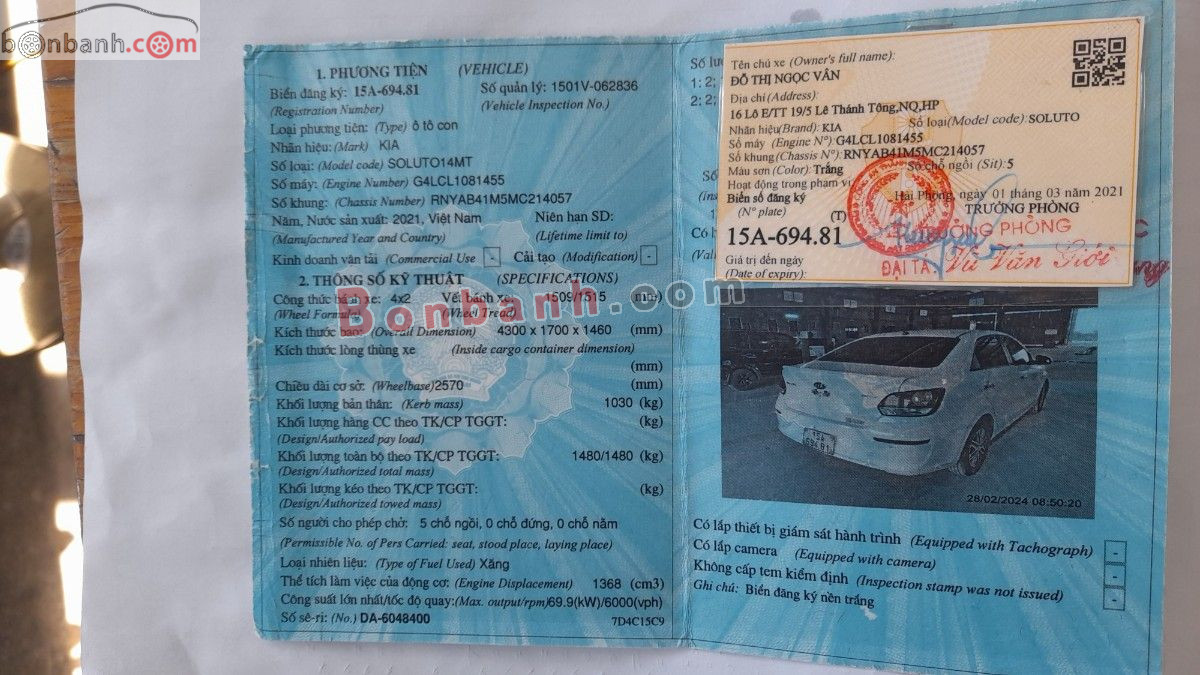 bonbanh.com
1. PHƯƠNG TIỆN (VEHICLE)
Biển đăng ký: 15A-694.81 Số quản lý: 1501V-062836
(Registration Number) (Vehicle Inspection No.)
Loại phương tiện: (Type) ô tô con
Nhãn hiệu: (Mark) KIA
Số loại: (Model code) SOLUTO14MT
Số máy: (Engine Number) G4LCL1081455
Số khung: (Chassis Number) RNYAB41M5MC214057
Năm, Nước sản xuất: 2021, Việt Nam Niên hạn SD:
(Manufactured Year and Country) (Lifetime limit to)
Kinh doanh vận tải (Commercial Use - Cải tạo (Modification) -
2. THÔNG SỐ KỸ THUẬT (SPECIFICATIONS)
Công thức bánh xe: 4x2 Vết bánh xe: 1509/1515 (mm)
(Wheel Formula) (Wheel Tread)
Kích thước bao: (Overall Dimension) 4300 x 1700 x 1460 (mm)
Kích thước lòng thùng xe (Inside cargo container dimension)
(mm)
Chiều dài cơ sở: (Wheelbase)2570 (mm)
Khối lượng bản thân: (Kerb mass) 1030 (kg)
Khối lượng hàng CC theo TK/CP TGGT: (kg)
(Design/Authorized pay load)
Khối lượng toàn bộ theo TK/CP TGGT: 1480/1480 (kg)
(Design/Authorized total mass)
Khối lượng kéo theo TK/CP TGGT: (kg)
(Design/Authorized towed mass)
Số người cho phép chở: 5 chỗ ngồi, 0 chỗ đứng, 0 chỗ nằm
(Permissible No. of Pers Carried: seat, stood place, laying place)
Loại nhiên liệu: (Type of Fuel Used) Xăng
Thể tích làm việc của động cơ: (Engine Displacement) 1368 (cm3)
Công suất lớn nhất/tốc độ quay:(Max. output/rpm)69.9(kW)/6000(vph)
Số sê-ri: (No.) DA-6048400 7D4C15C9
Bonbanh.com
Số lư
1: 2;
2: 2;
Tên chủ xe (Owner's full name):
ĐỖ THỊ NGỌC VÂN
Địa chỉ (Address):
16 Lô E/TT 19/5 Lê Thánh Tông,NQ,HP
Nhãn hiệu(Brand): KIA Số loại(Model code): SOLUTO
Số máy (Engine N°): G4LCL1081455
Số khung (Chassis N°): RNYAB41M5MC214057
Màu sơn (Color): Trắng Số chỗ ngồi (Sit): 5
Hoạt động trong phạm vi
Hải Phòng, ngày 01 tháng 03 năm 2021
Biển số đăng ký TRƯỞNG PHÒNG
(N° plate) (T) TRƯỞNG PHÒNG
15A-694.81
Giá trị đến ngày
(Date of expiry): ĐẠI TÁ: Vũ Văn Giới
15A
694.81
28/02/2024 08:50:20
Có lắp thiết bị giám sát hành trình (Equipped with Tachograph) -
Có lắp camera (Equipped with camera) -
Không cấp tem kiểm định (Inspection stamp was not issued) -
Ghi chú: Biển đăng ký nền trắng